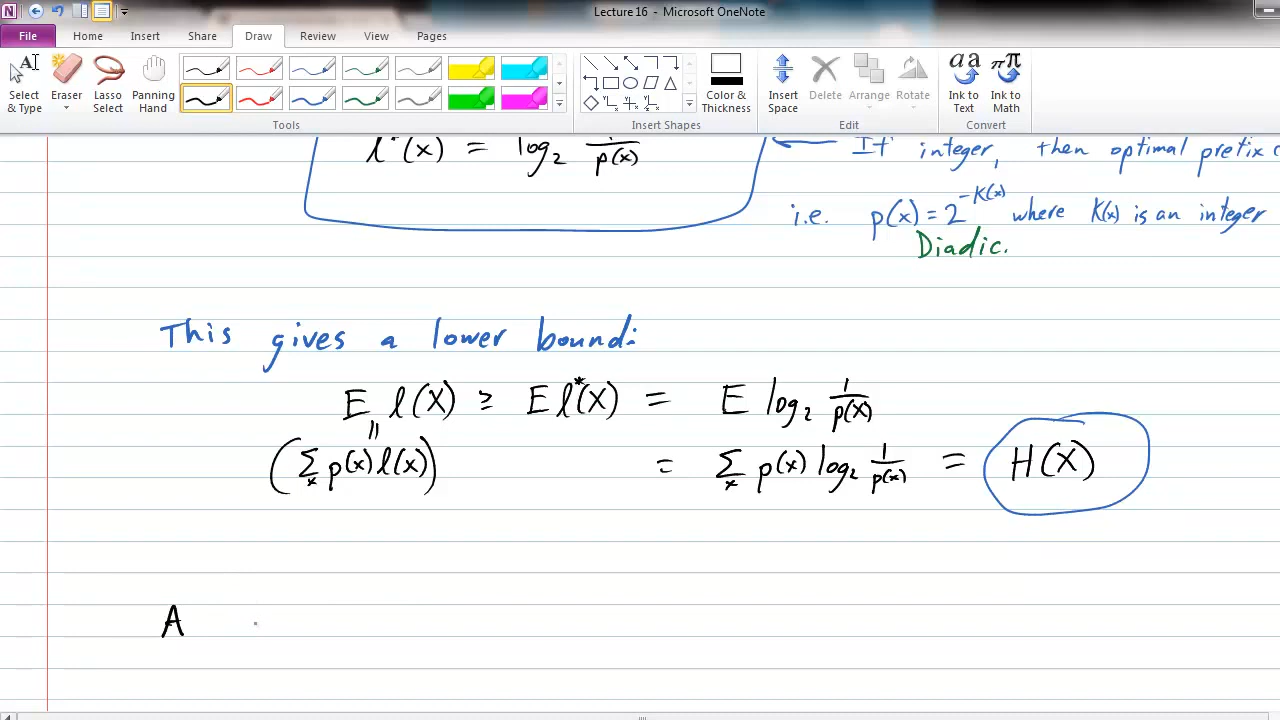 Lecture 16 - Microsoft OneNote
File Home Insert Share Draw Review View Pages
Select & Type Eraser Lasso Select Panning Hand Color & Thickness Insert Space Delete Arrange Rotate Ink to Text Ink to Math
Tools Insert Shapes Edit Convert
l*(x) = log₂ 1/p(x)
If integer, then optimal prefix
i.e. p(x) = 2^-K(x) where K(x) is an integer
Diadic.
This gives a lower bound:
E l(X) ≥ E l*(X) = E log₂ 1/p(X)
(∑ₓ p(x) l(x)) = ∑ₓ p(x) log₂ 1/p(x) = H(X)
A